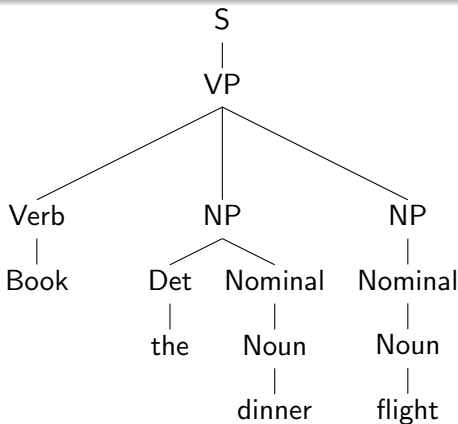 S
VP
Verb NP NP
Book Det Nominal Nominal
the Noun Noun
dinner flight